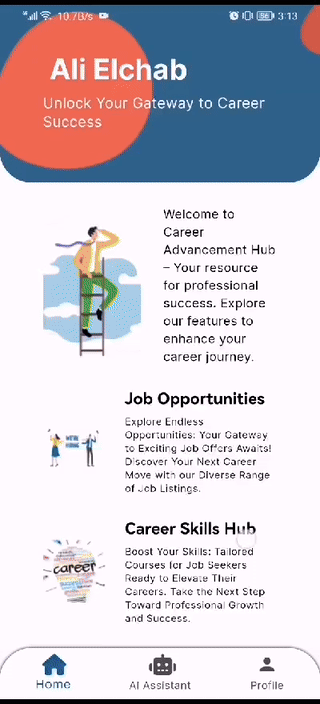 10.7B/s 3:13
Ali Elchab
Unlock Your Gateway to Career
Success
Welcome to
Career
Advancement Hub
– Your resource
for professional
success. Explore
our features to
enhance your
career journey.
Job Opportunities
Explore Endless
Opportunities: Your Gateway
to Exciting Job Offers Awaits!
Discover Your Next Career
Move with our Diverse Range
of Job Listings.
Career Skills Hub
career
Boost Your Skills: Tailored
Courses for Job Seekers
Ready to Elevate Their
Careers. Take the Next Step
Toward Professional Growth
and Success.
Home AI Assistant Profile